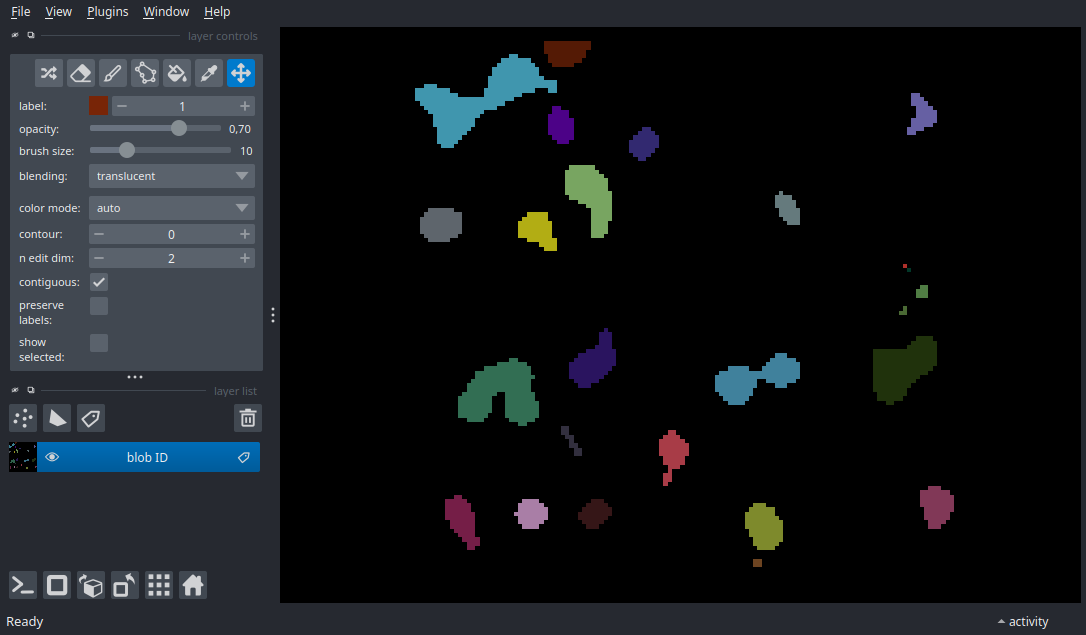 File View Plugins Window Help
layer controls
label: 1
opacity: 0,70
brush size: 10
blending: translucent
color mode: auto
contour: 0
n edit dim: 2
contiguous:
preserve
labels:
show
selected:
layer list
blob ID
Ready
activity